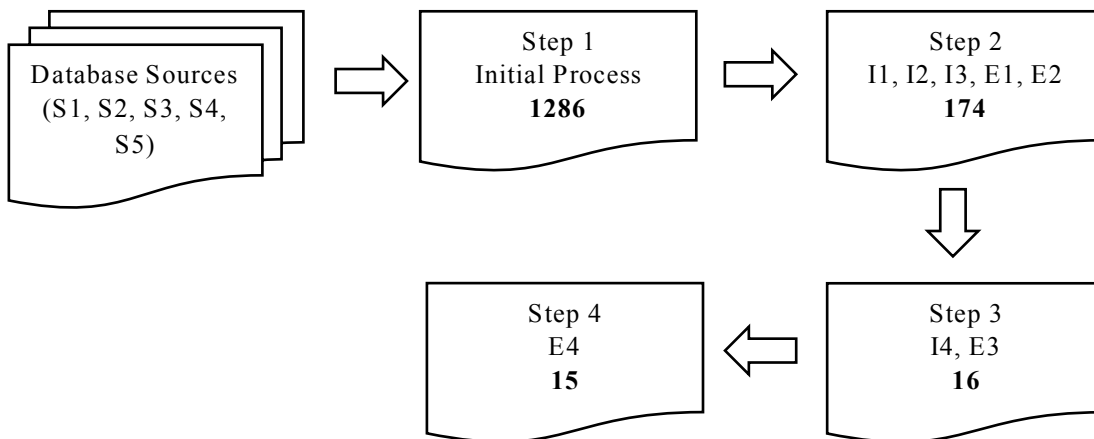 Database Sources
(S1, S2, S3, S4,
S5)
Step 1
Initial Process
1286
Step 2
I1, I2, I3, E1, E2
174
Step 3
I4, E3
16
Step 4
E4
15